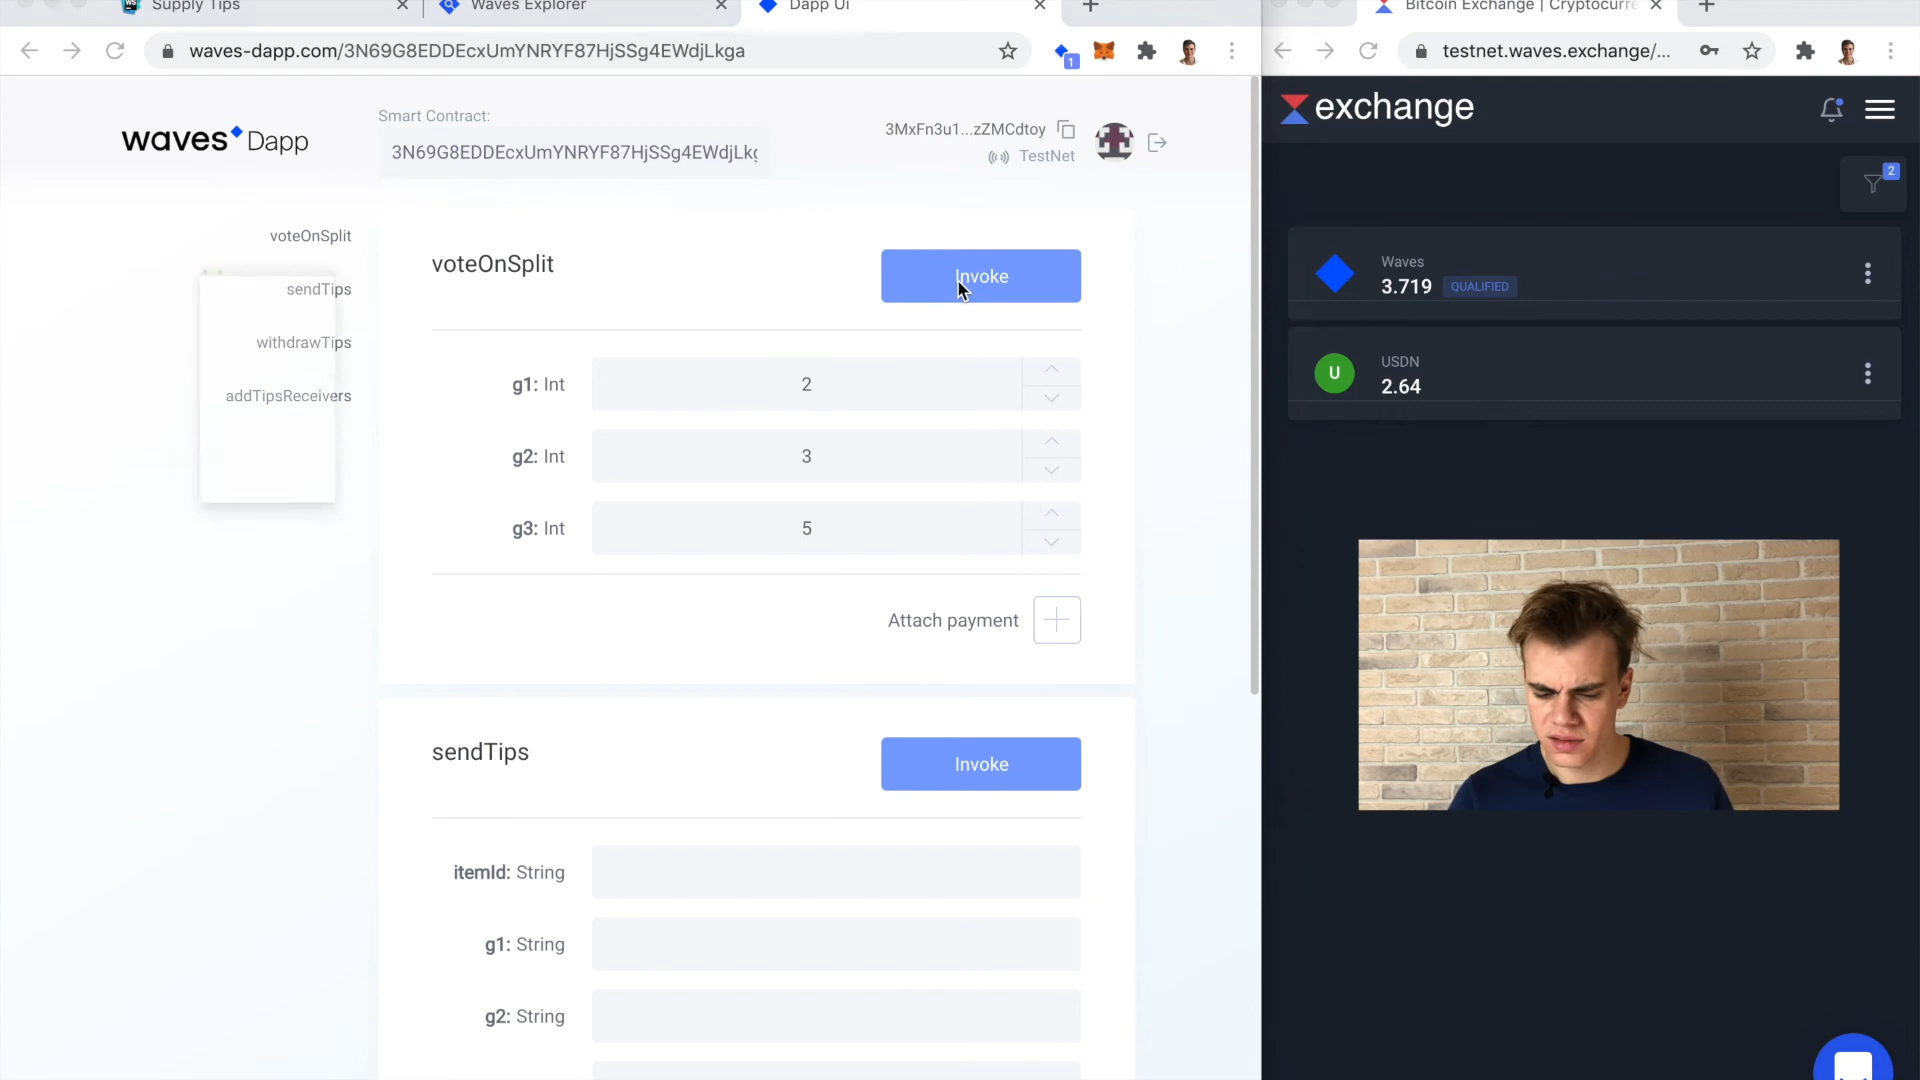 Supply Tips
Waves Explorer
Dapp Ui
Bitcoin Exchange | Cryptocurre
waves-dapp.com/3N69G8EDDEcxUmYNRYF87HjSSg4EWdjLkga
1
testnet.waves.exchange/...
waves Dapp
Smart Contract:
3N69G8EDDEcxUmYNRYF87HjSSg4EWdjLkg
3MxFn3u1...zZMCdtoy
TestNet
exchange
2
voteOnSplit
sendTips
withdrawTips
addTipsReceivers
voteOnSplit
Invoke
g1: Int
2
g2: Int
3
g3: Int
5
Attach payment
sendTips
Invoke
itemId: String
g1: String
g2: String
Waves
3.719 QUALIFIED
U
USDN
2.64